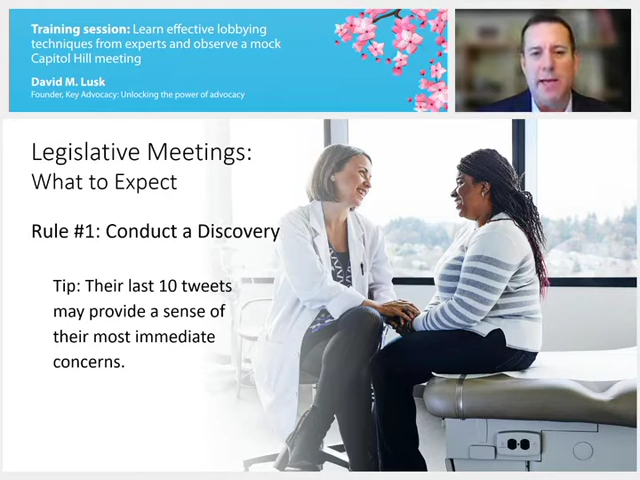 Training session: Learn effective lobbying
techniques from experts and observe a mock
Capitol Hill meeting
David M. Lusk
Founder, Key Advocacy: Unlocking the power of advocacy
Legislative Meetings:
What to Expect
Rule #1: Conduct a Discovery
Tip: Their last 10 tweets
may provide a sense of
their most immediate
concerns.